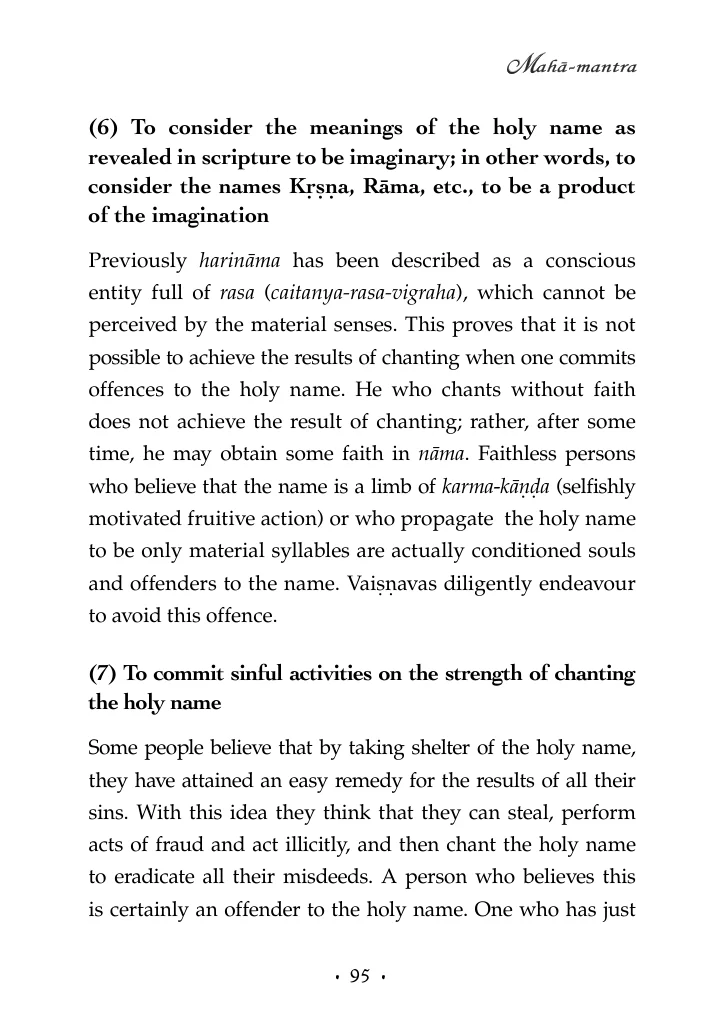 Mahā-mantra
(6) To consider the meanings of the holy name as
revealed in scripture to be imaginary; in other words, to
consider the names Kṛṣṇa, Rāma, etc., to be a product
of the imagination
Previously harināma has been described as a conscious
entity full of rasa (caitanya-rasa-vigraha), which cannot be
perceived by the material senses. This proves that it is not
possible to achieve the results of chanting when one commits
offences to the holy name. He who chants without faith
does not achieve the result of chanting; rather, after some
time, he may obtain some faith in nāma. Faithless persons
who believe that the name is a limb of karma-kāṇḍa (selfishly
motivated fruitive action) or who propagate the holy name
to be only material syllables are actually conditioned souls
and offenders to the name. Vaiṣṇavas diligently endeavour
to avoid this offence.
(7) To commit sinful activities on the strength of chanting
the holy name
Some people believe that by taking shelter of the holy name,
they have attained an easy remedy for the results of all their
sins. With this idea they think that they can steal, perform
acts of fraud and act illicitly, and then chant the holy name
to eradicate all their misdeeds. A person who believes this
is certainly an offender to the holy name. One who has just
• 95 •